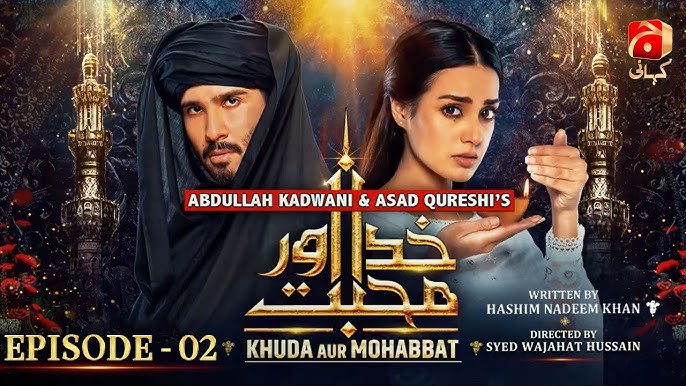 کہانی
ABDULLAH KADWANI & ASAD QURESHI'S
خدا اور
محبت
KHUDA AUR MOHABBAT
WRITTEN BY
HASHIM NADEEM KHAN
DIRECTED BY
SYED WAJAHAT HUSSAIN
EPISODE - 02